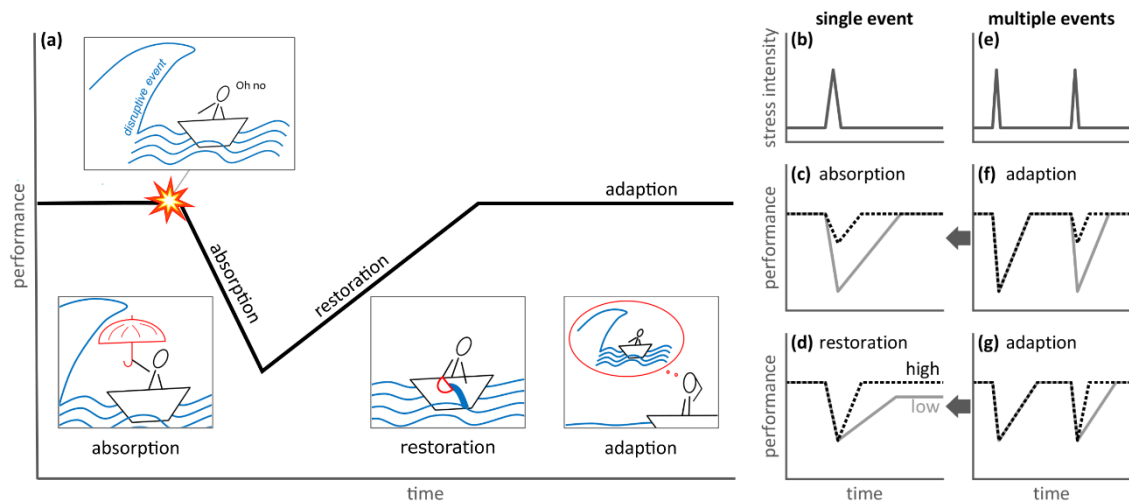 (a)
disruptive event
Oh no
performance
absorption
restoration
adaption
absorption
restoration
adaption
time
single event
multiple events
(b)
(e)
stress intensity
(c) absorption
(f) adaption
performance
(d) restoration
high
low
(g) adaption
performance
time
time